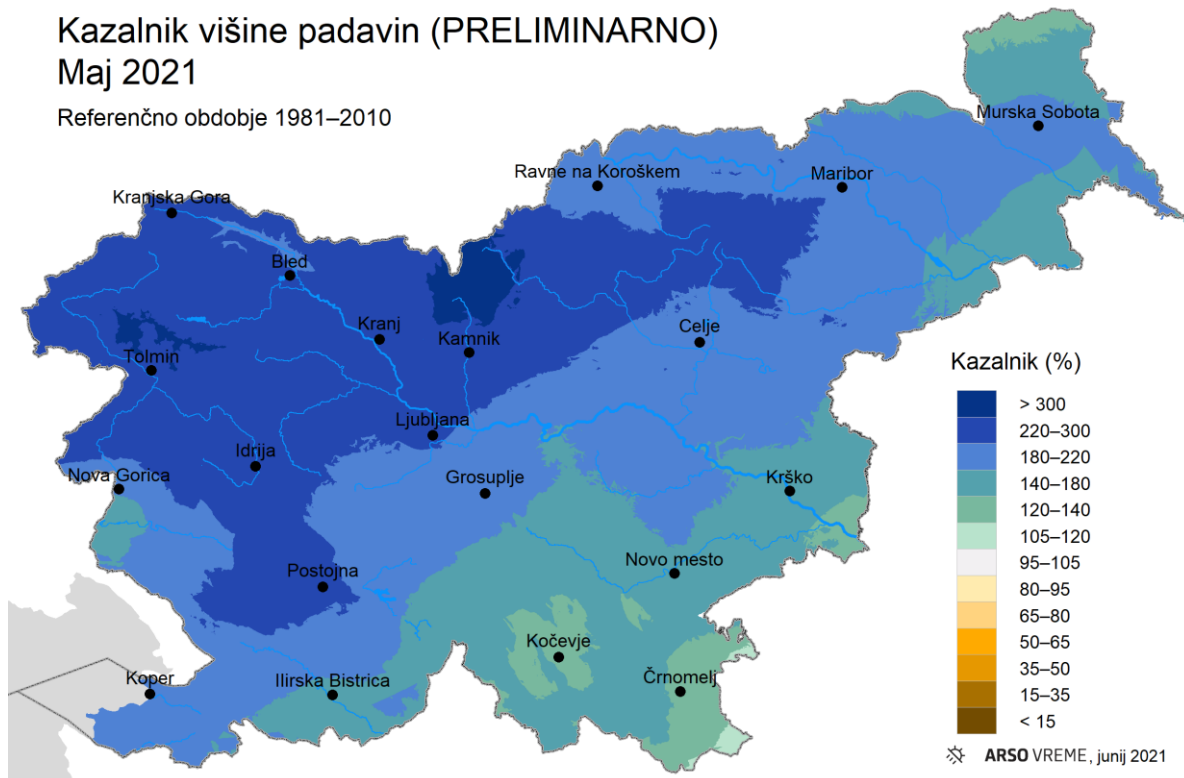 Kazalnik višine padavin (PRELIMINARNO)
Maj 2021
Referenčno obdobje 1981–2010
Murska Sobota
Ravne na Koroškem
Maribor
Kranjska Gora
Bled
Kranj
Kamnik
Celje
Tolmin
Ljubljana
Idrija
Nova Gorica
Grosuplje
Krško
Postojna
Novo mesto
Kočevje
Koper
Ilirska Bistrica
Črnomelj
Kazalnik (%)
> 300
220–300
180–220
140–180
120–140
105–120
95–105
80–95
65–80
50–65
35–50
15–35
< 15
ARSO VREME, junij 2021